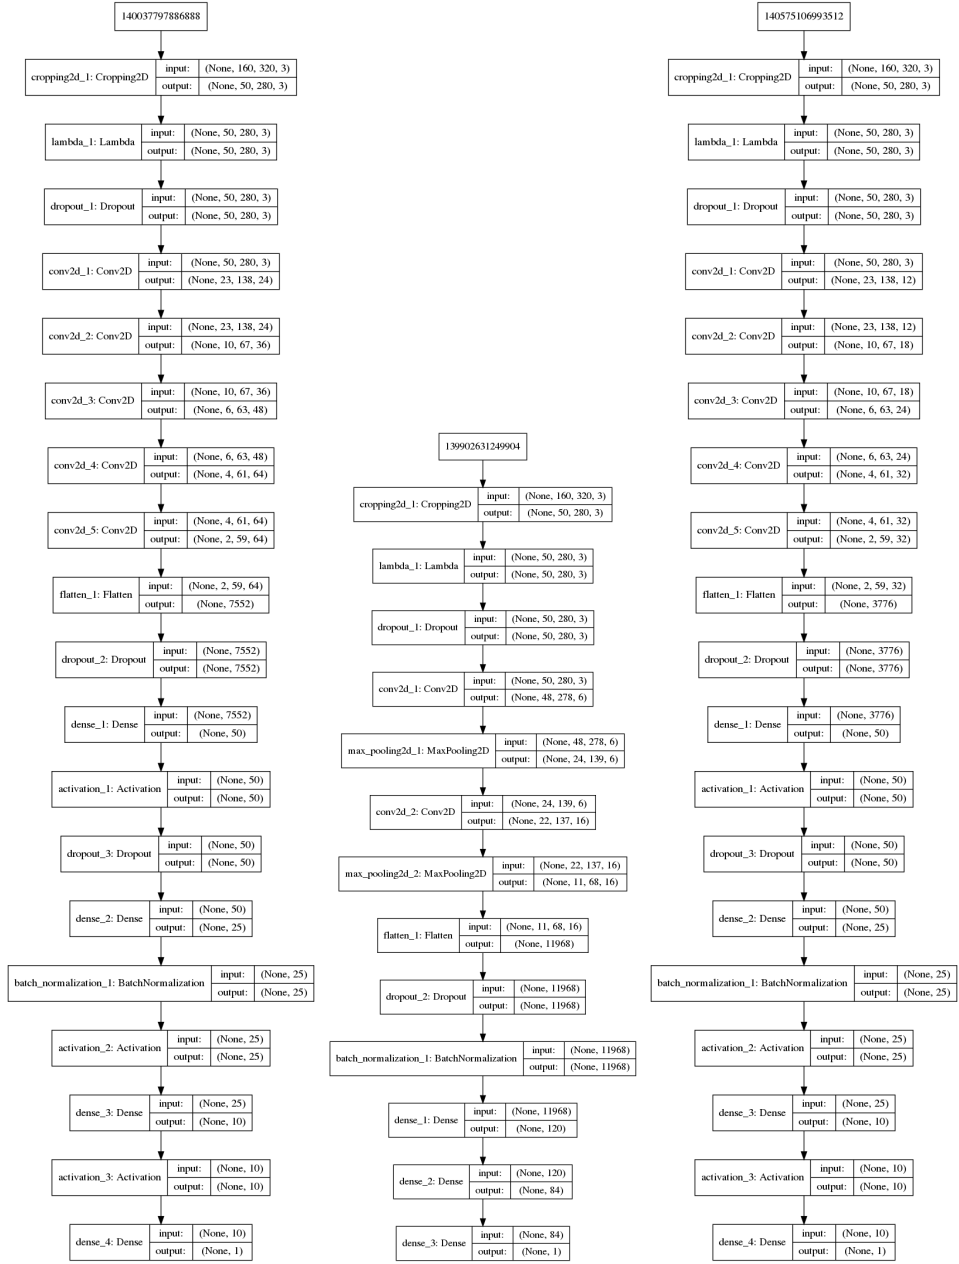 140037797886888
cropping2d_1: Cropping2D
input: (None, 160, 320, 3)
output: (None, 50, 280, 3)
lambda_1: Lambda
input: (None, 50, 280, 3)
output: (None, 50, 280, 3)
dropout_1: Dropout
input: (None, 50, 280, 3)
output: (None, 50, 280, 3)
conv2d_1: Conv2D
input: (None, 50, 280, 3)
output: (None, 23, 138, 24)
conv2d_2: Conv2D
input: (None, 23, 138, 24)
output: (None, 10, 67, 36)
conv2d_3: Conv2D
input: (None, 10, 67, 36)
output: (None, 6, 63, 48)
conv2d_4: Conv2D
input: (None, 6, 63, 48)
output: (None, 4, 61, 64)
conv2d_5: Conv2D
input: (None, 4, 61, 64)
output: (None, 2, 59, 64)
flatten_1: Flatten
input: (None, 2, 59, 64)
output: (None, 7552)
dropout_2: Dropout
input: (None, 7552)
output: (None, 7552)
dense_1: Dense
input: (None, 7552)
output: (None, 50)
activation_1: Activation
input: (None, 50)
output: (None, 50)
dropout_3: Dropout
input: (None, 50)
output: (None, 50)
dense_2: Dense
input: (None, 50)
output: (None, 25)
batch_normalization_1: BatchNormalization
input: (None, 25)
output: (None, 25)
activation_2: Activation
input: (None, 25)
output: (None, 25)
dense_3: Dense
input: (None, 25)
output: (None, 10)
activation_3: Activation
input: (None, 10)
output: (None, 10)
dense_4: Dense
input: (None, 10)
output: (None, 1)
139902631249904
cropping2d_1: Cropping2D
input: (None, 160, 320, 3)
output: (None, 50, 280, 3)
lambda_1: Lambda
input: (None, 50, 280, 3)
output: (None, 50, 280, 3)
dropout_1: Dropout
input: (None, 50, 280, 3)
output: (None, 50, 280, 3)
conv2d_1: Conv2D
input: (None, 50, 280, 3)
output: (None, 48, 278, 6)
max_pooling2d_1: MaxPooling2D
input: (None, 48, 278, 6)
output: (None, 24, 139, 6)
conv2d_2: Conv2D
input: (None, 24, 139, 6)
output: (None, 22, 137, 16)
max_pooling2d_2: MaxPooling2D
input: (None, 22, 137, 16)
output: (None, 11, 68, 16)
flatten_1: Flatten
input: (None, 11, 68, 16)
output: (None, 11968)
dropout_2: Dropout
input: (None, 11968)
output: (None, 11968)
batch_normalization_1: BatchNormalization
input: (None, 11968)
output: (None, 11968)
dense_1: Dense
input: (None, 11968)
output: (None, 120)
dense_2: Dense
input: (None, 120)
output: (None, 84)
dense_3: Dense
input: (None, 84)
output: (None, 1)
140575106993512
cropping2d_1: Cropping2D
input: (None, 160, 320, 3)
output: (None, 50, 280, 3)
lambda_1: Lambda
input: (None, 50, 280, 3)
output: (None, 50, 280, 3)
dropout_1: Dropout
input: (None, 50, 280, 3)
output: (None, 50, 280, 3)
conv2d_1: Conv2D
input: (None, 50, 280, 3)
output: (None, 23, 138, 12)
conv2d_2: Conv2D
input: (None, 23, 138, 12)
output: (None, 10, 67, 18)
conv2d_3: Conv2D
input: (None, 10, 67, 18)
output: (None, 6, 63, 24)
conv2d_4: Conv2D
input: (None, 6, 63, 24)
output: (None, 4, 61, 32)
conv2d_5: Conv2D
input: (None, 4, 61, 32)
output: (None, 2, 59, 32)
flatten_1: Flatten
input: (None, 2, 59, 32)
output: (None, 3776)
dropout_2: Dropout
input: (None, 3776)
output: (None, 3776)
dense_1: Dense
input: (None, 3776)
output: (None, 50)
activation_1: Activation
input: (None, 50)
output: (None, 50)
dropout_3: Dropout
input: (None, 50)
output: (None, 50)
dense_2: Dense
input: (None, 50)
output: (None, 25)
batch_normalization_1: BatchNormalization
input: (None, 25)
output: (None, 25)
activation_2: Activation
input: (None, 25)
output: (None, 25)
dense_3: Dense
input: (None, 25)
output: (None, 10)
activation_3: Activation
input: (None, 10)
output: (None, 10)
dense_4: Dense
input: (None, 10)
output: (None, 1)